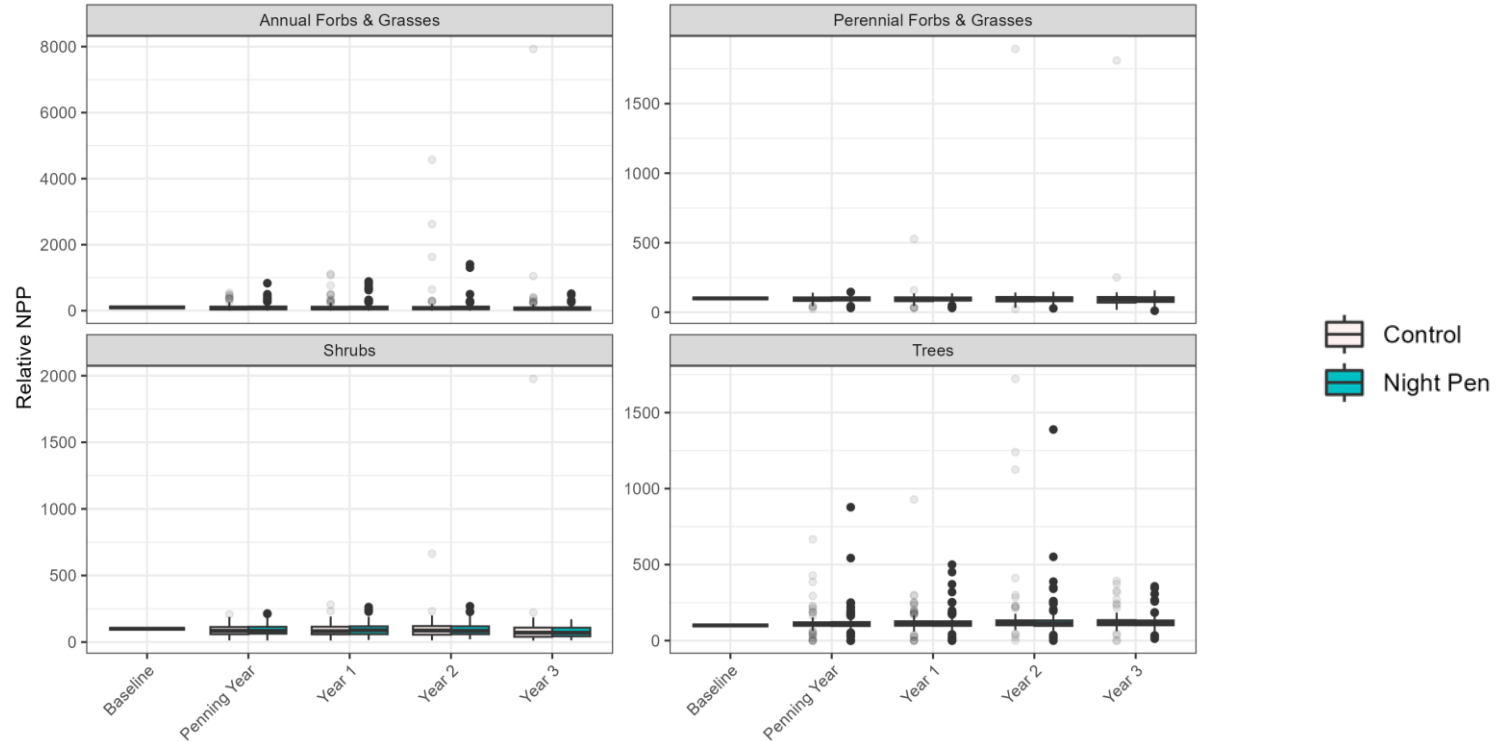 Annual Forbs & Grasses
Perennial Forbs & Grasses
8000
6000
4000
2000
0
1500
1000
500
0
Relative NPP
Shrubs
Trees
2000
1500
1000
500
0
1500
1000
500
0
Baseline
Penning Year
Year 1
Year 2
Year 3
Baseline
Penning Year
Year 1
Year 2
Year 3
Control
Night Pen